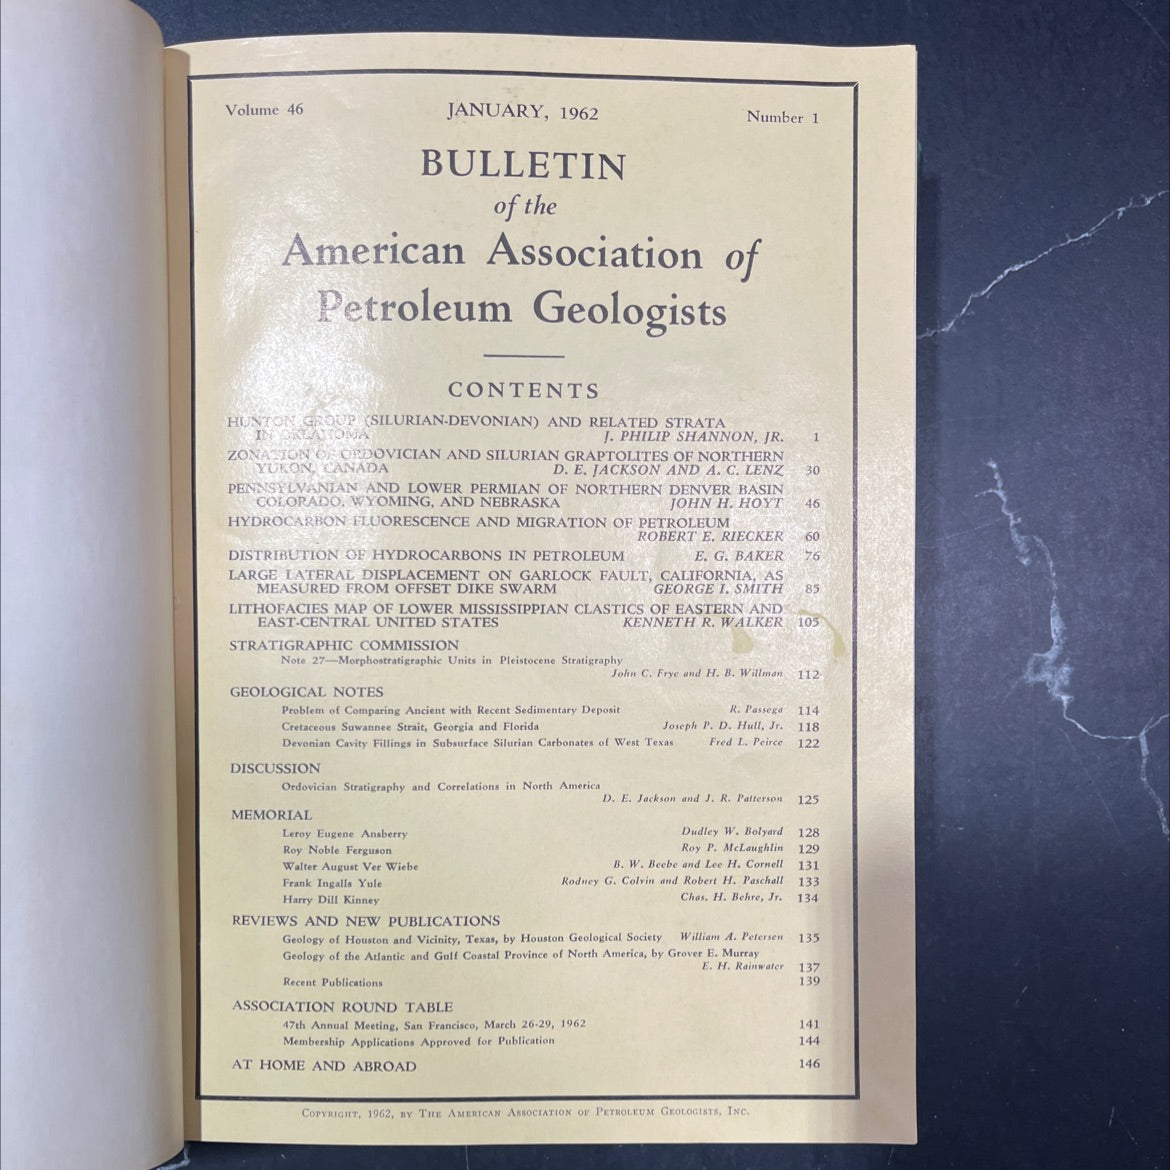 Volume 46 JANUARY, 1962 Number 1
BULLETIN
of the
American Association of
Petroleum Geologists
CONTENTS
HUNTON GROUP (SILURIAN-DEVONIAN) AND RELATED STRATA
IN OKLAHOMA J. PHILIP SHANNON, JR. 1
ZONATION OF ORDOVICIAN AND SILURIAN GRAPTOLITES OF NORTHERN
YUKON, CANADA D. E. JACKSON AND A. C. LENZ 30
PENNSYLVANIAN AND LOWER PERMIAN OF NORTHERN DENVER BASIN
COLORADO, WYOMING, AND NEBRASKA JOHN H. HOYT 46
HYDROCARBON FLUORESCENCE AND MIGRATION OF PETROLEUM
ROBERT E. RIECKER 60
DISTRIBUTION OF HYDROCARBONS IN PETROLEUM E. G. BAKER 76
LARGE LATERAL DISPLACEMENT ON GARLOCK FAULT, CALIFORNIA, AS
MEASURED FROM OFFSET DIKE SWARM GEORGE I. SMITH 85
LITHOFACIES MAP OF LOWER MISSISSIPPIAN CLASTICS OF EASTERN AND
EAST-CENTRAL UNITED STATES KENNETH R. WALKER 105
STRATIGRAPHIC COMMISSION
Note 27—Morphostratigraphic Units in Pleistocene Stratigraphy
John C. Frye and H. B. Willman 112
GEOLOGICAL NOTES
Problem of Comparing Ancient with Recent Sedimentary Deposit R. Passega 114
Cretaceous Suwannee Strait, Georgia and Florida Joseph P. D. Hull, Jr. 118
Devonian Cavity Fillings in Subsurface Silurian Carbonates of West Texas Fred L. Peirce 122
DISCUSSION
Ordovician Stratigraphy and Correlations in North America
D. E. Jackson and J. R. Patterson 125
MEMORIAL
Leroy Eugene Ansberry Dudley W. Bolyard 128
Roy Noble Ferguson Roy P. McLaughlin 129
Walter August Ver Wiebe B. W. Beebe and Lee H. Cornell 131
Frank Ingalls Yule Rodney G. Colvin and Robert H. Paschall 133
Harry Dill Kinney Chas. H. Behre, Jr. 134
REVIEWS AND NEW PUBLICATIONS
Geology of Houston and Vicinity, Texas, by Houston Geological Society William A. Petersen 135
Geology of the Atlantic and Gulf Coastal Province of North America, by Grover E. Murray
E. H. Rainwater 137
Recent Publications 139
ASSOCIATION ROUND TABLE
47th Annual Meeting, San Francisco, March 26-29, 1962 141
Membership Applications Approved for Publication 144
AT HOME AND ABROAD 146
COPYRIGHT, 1962, BY THE AMERICAN ASSOCIATION OF PETROLEUM GEOLOGISTS, INC.